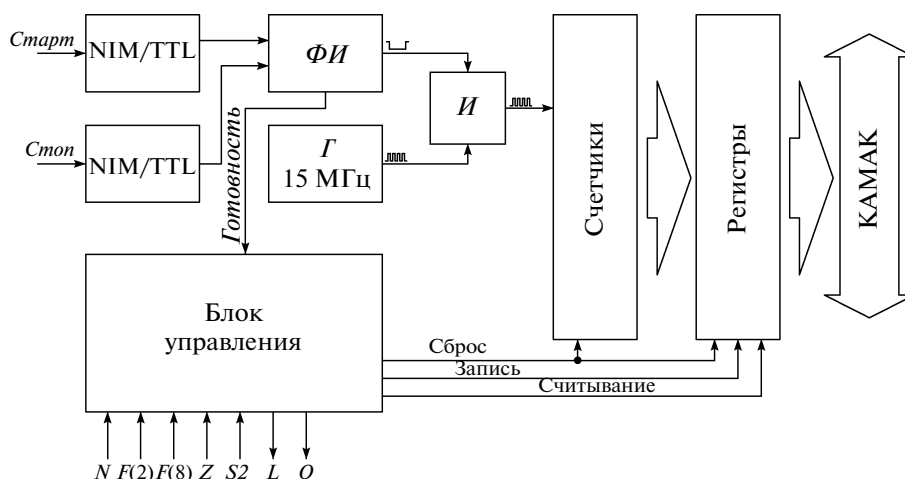 Старт
NIM/TTL
ФИ
И
Стоп
NIM/TTL
Готовность
Г
15 МГц
Счетчики
Регистры
КАМАК
Блок
управления
Сброс
Запись
Считывание
N F(2) F(8) Z S2 L O